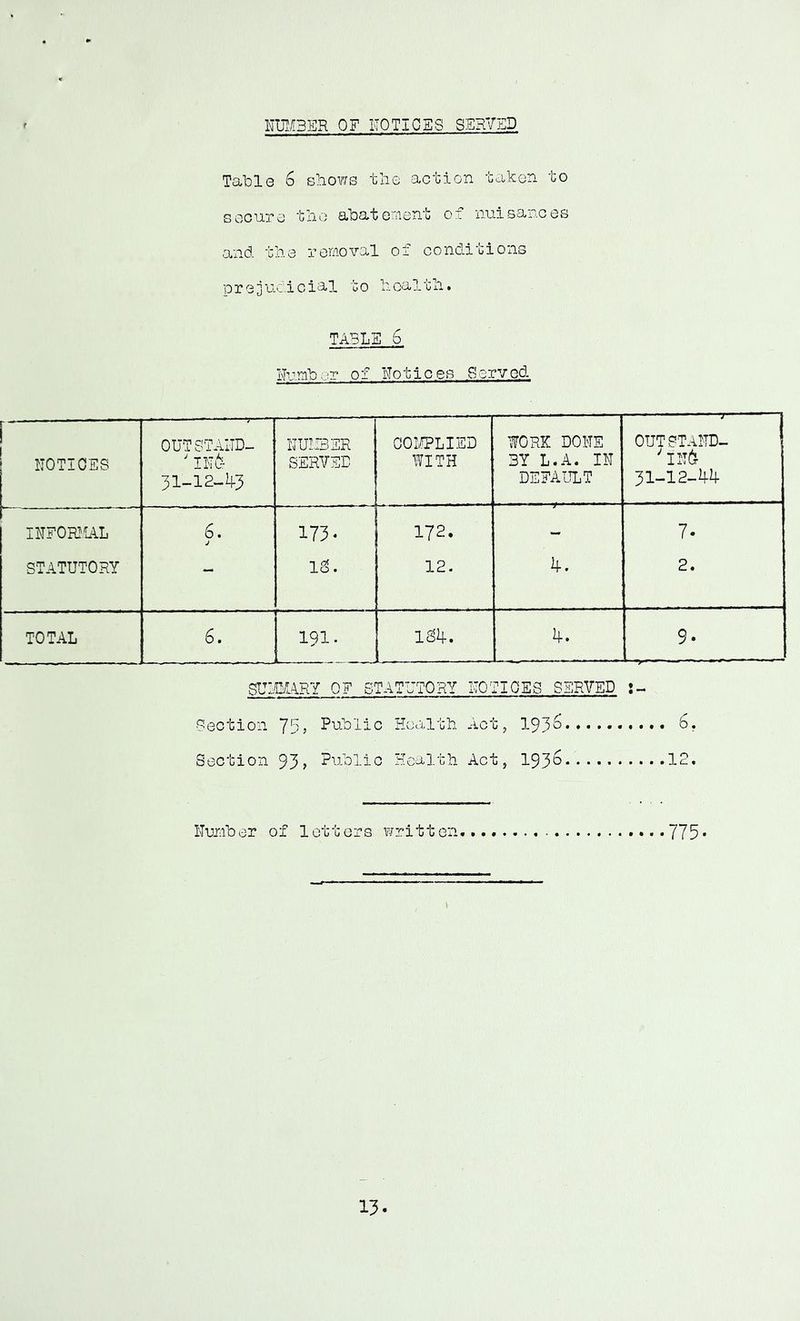 NUMBER OF NOTICES SERVED
Table 6 shows the action taken to
secure the abatement of nuisances
and the removal of conditions
prejudicial to health.
TABLE 6
Number of Notices Served
NOTICES OUTSTAND-ING 31-12-43 NUMBER SERVED COMPLIED WITH WORK DONE BY L.A. IN DEFAULT OUTSTAND-ING 31-12-44
INFORMAL 6. 173. 172. - 7.
STATUTORY - 18. 12. 4. 2.
TOTAL 6. 191. 184. 4. 9.
SUMMARY OF STATUTORY NOTICES SERVED :-
Section 75, Public Health Act, 1936.......... 6.
Section 93, Public Health Act, 1936...........12.
Number of letters written.......................775.
13.